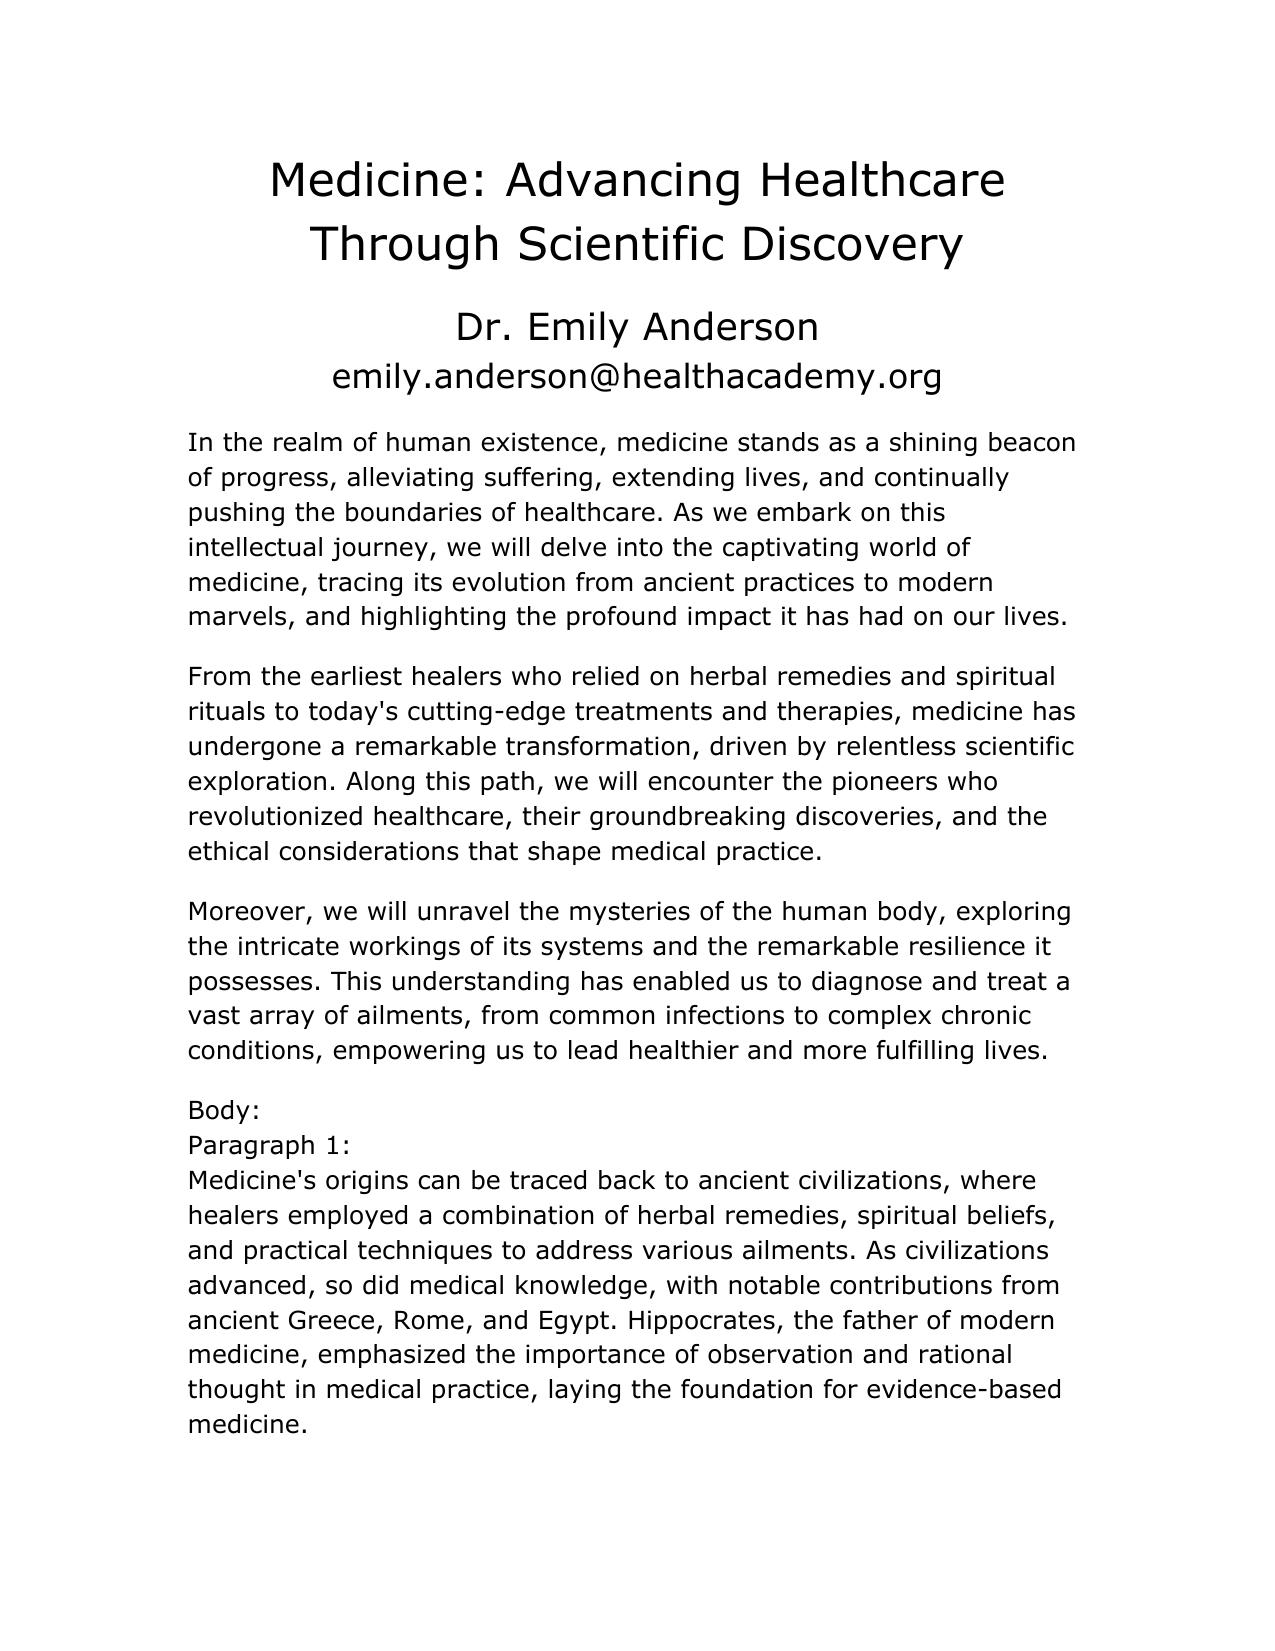 Medicine: Advancing Healthcare
Through Scientific Discovery
Dr. Emily Anderson
emily.anderson@healthacademy.org
In the realm of human existence, medicine stands as a shining beacon
of progress, alleviating suffering, extending lives, and continually
pushing the boundaries of healthcare. As we embark on this
intellectual journey, we will delve into the captivating world of
medicine, tracing its evolution from ancient practices to modern
marvels, and highlighting the profound impact it has had on our lives.
From the earliest healers who relied on herbal remedies and spiritual
rituals to today's cutting-edge treatments and therapies, medicine has
undergone a remarkable transformation, driven by relentless scientific
exploration. Along this path, we will encounter the pioneers who
revolutionized healthcare, their groundbreaking discoveries, and the
ethical considerations that shape medical practice.
Moreover, we will unravel the mysteries of the human body, exploring
the intricate workings of its systems and the remarkable resilience it
possesses. This understanding has enabled us to diagnose and treat a
vast array of ailments, from common infections to complex chronic
conditions, empowering us to lead healthier and more fulfilling lives.
Body:
Paragraph 1:
Medicine's origins can be traced back to ancient civilizations, where
healers employed a combination of herbal remedies, spiritual beliefs,
and practical techniques to address various ailments. As civilizations
advanced, so did medical knowledge, with notable contributions from
ancient Greece, Rome, and Egypt. Hippocrates, the father of modern
medicine, emphasized the importance of observation and rational
thought in medical practice, laying the foundation for evidence-based
medicine.